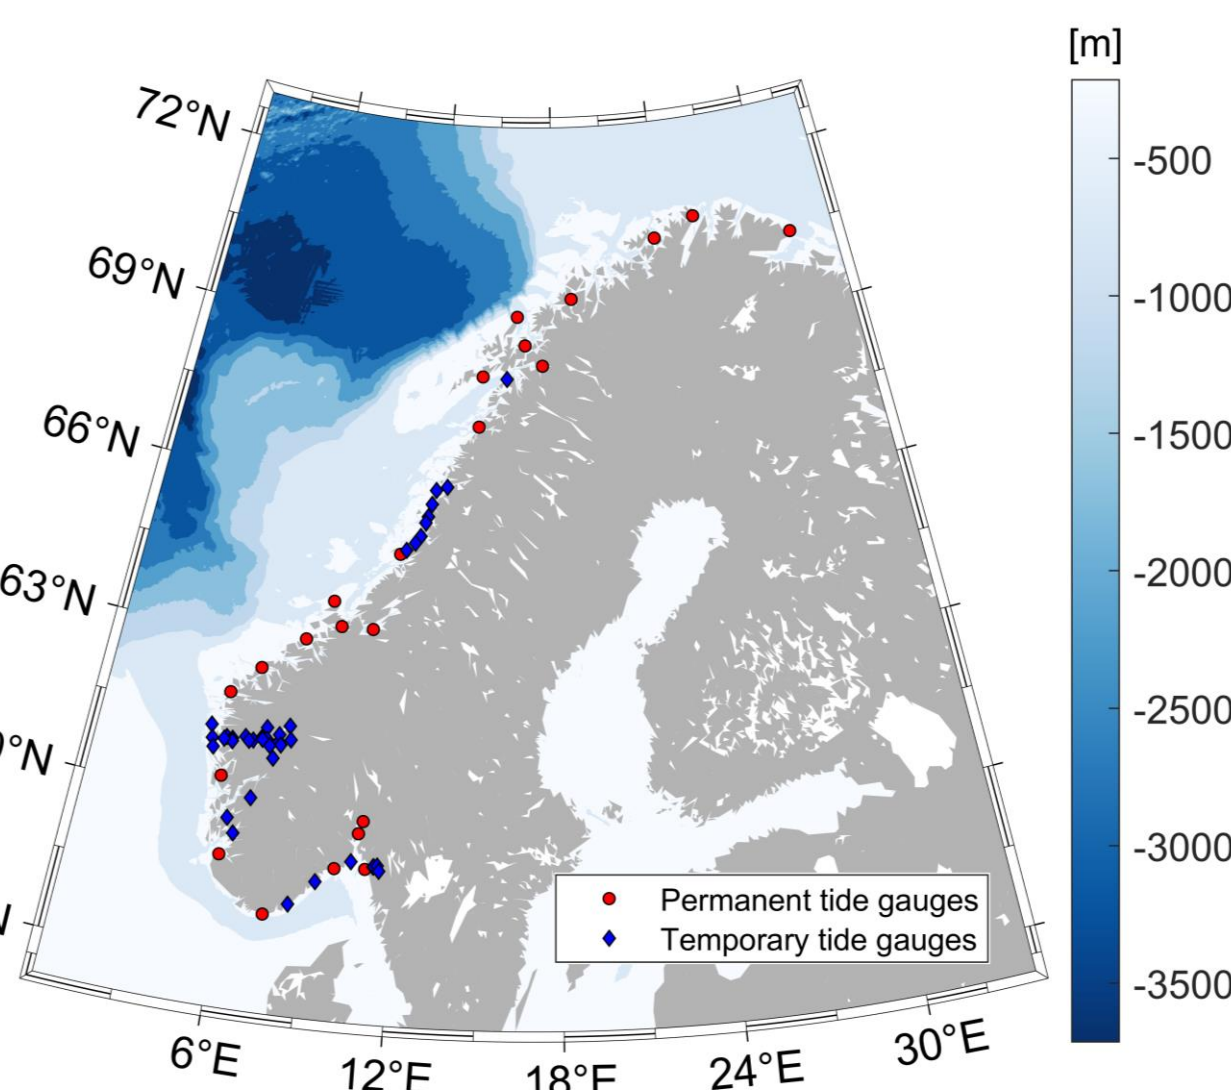 [m]
72°N
69°N
66°N
63°N
-500
-1000
-1500
-2000
-2500
-3000
-3500
Permanent tide gauges
Temporary tide gauges
6°E
12°E
18°E
24°E
30°E